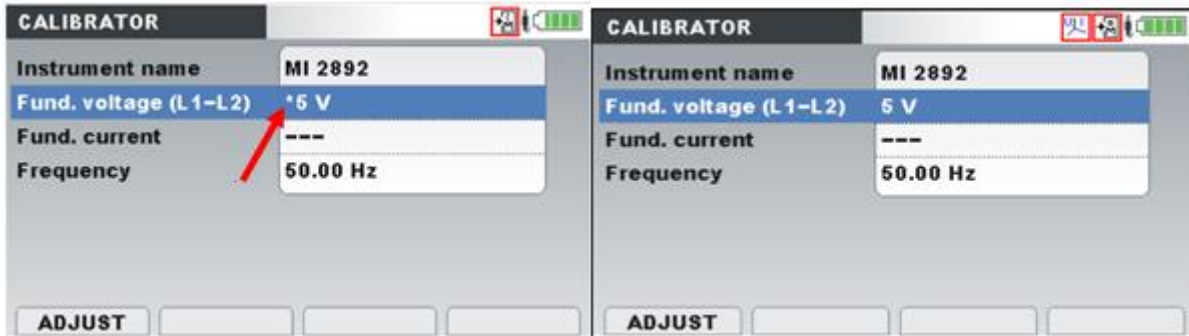 CALIBRATOR
Instrument name MI 2892
Fund. voltage (L1-L2) *5 V
Fund. current ---
Frequency 50.00 Hz
ADJUST
CALIBRATOR
Instrument name MI 2892
Fund. voltage (L1-L2) 5 V
Fund. current ---
Frequency 50.00 Hz
ADJUST